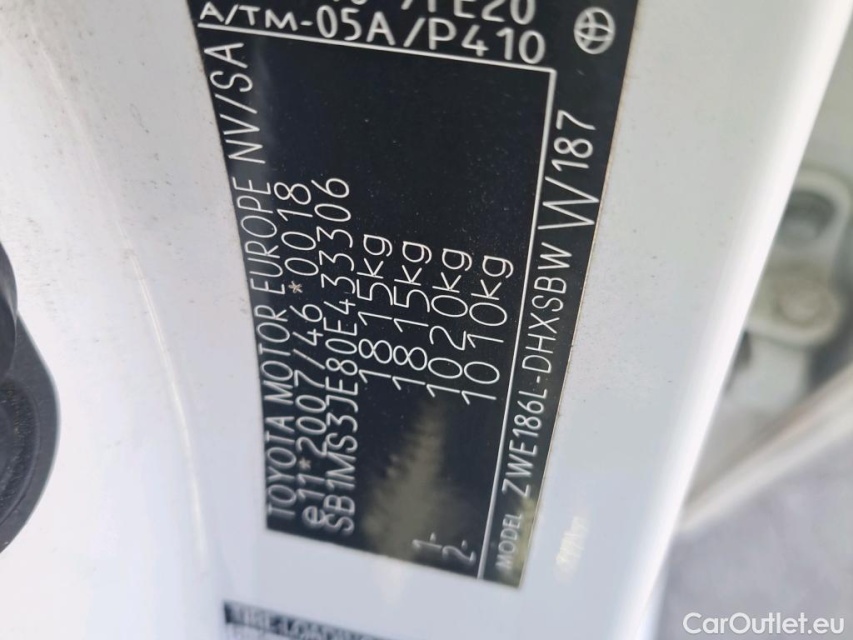 TOYOTA MOTOR EUROPE NV/SA
e11*2007/46*0018
SB1MS3JE80E433306
1815kg
1815kg
1- 1020kg
2- 1010kg
MODEL ZWE186L-DHXSBW W187
A/TM-05A/P410
CarOutlet.eu